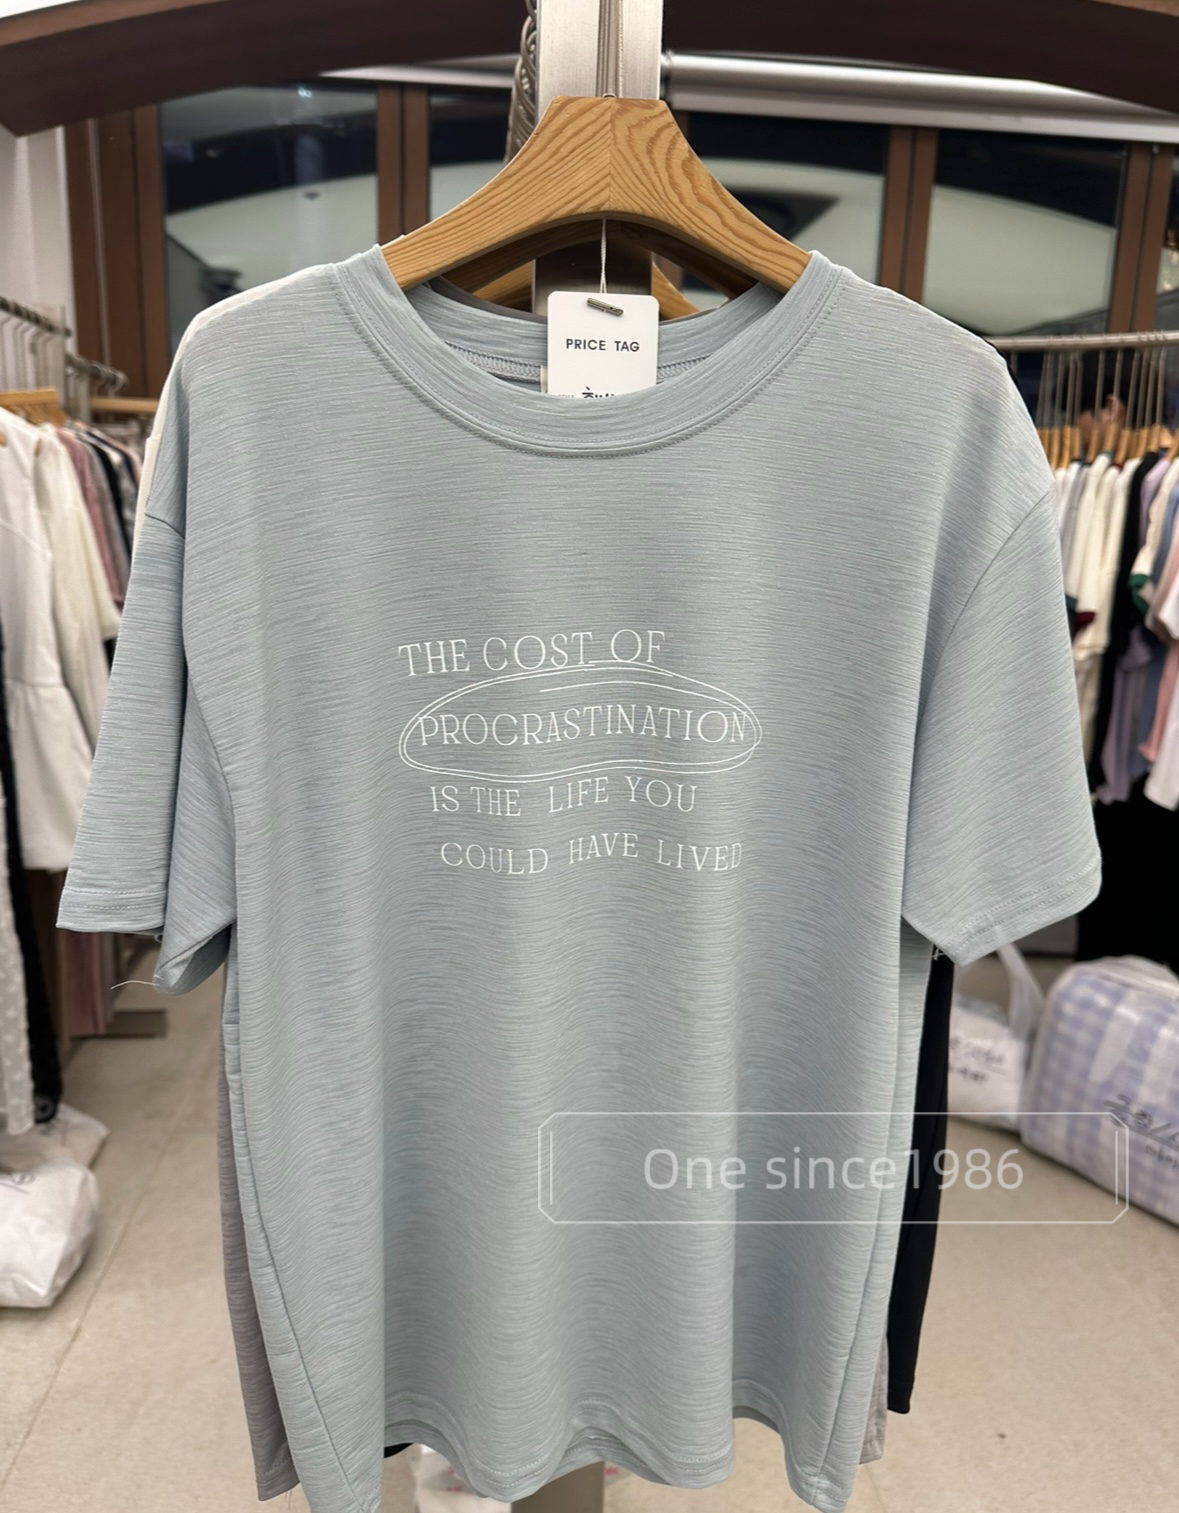 PRICE TAG
THE COST OF
PROCRASTINATION
IS THE LIFE YOU
COULD HAVE LIVED
One since1986